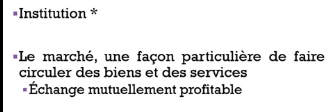 ▪Institution *
▪Le marché, une façon particulière de faire
circuler des biens et des services
▪Échange mutuellement profitable